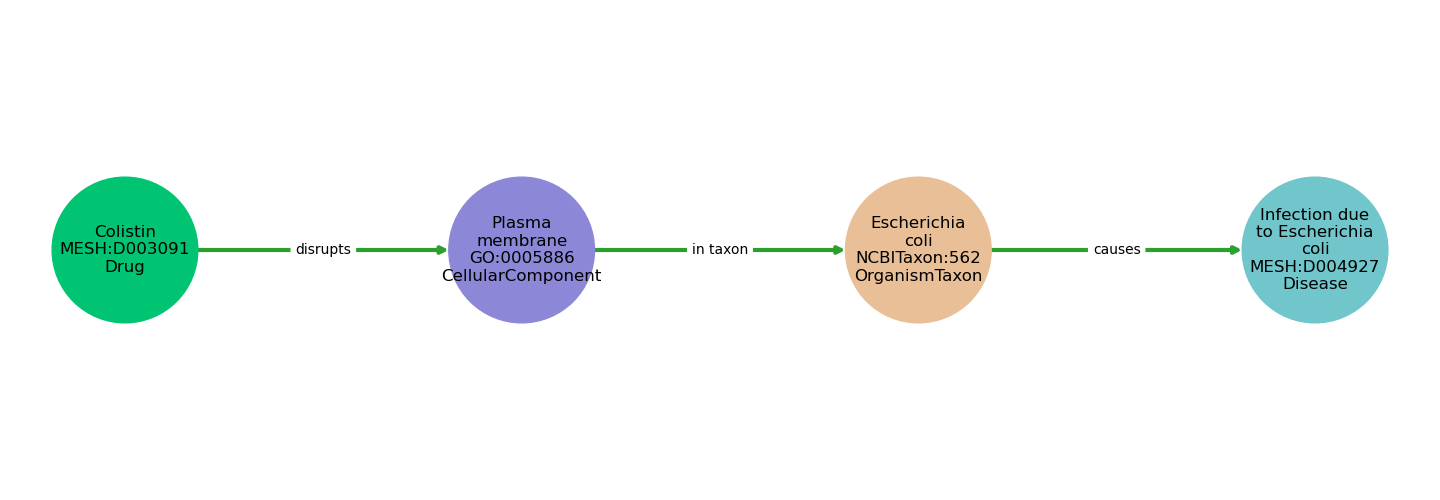 Colistin
MESH:D003091
Drug
disrupts
Plasma
membrane
GO:0005886
CellularComponent
in taxon
Escherichia
coli
NCBITaxon:562
OrganismTaxon
causes
Infection due
to Escherichia
coli
MESH:D004927
Disease